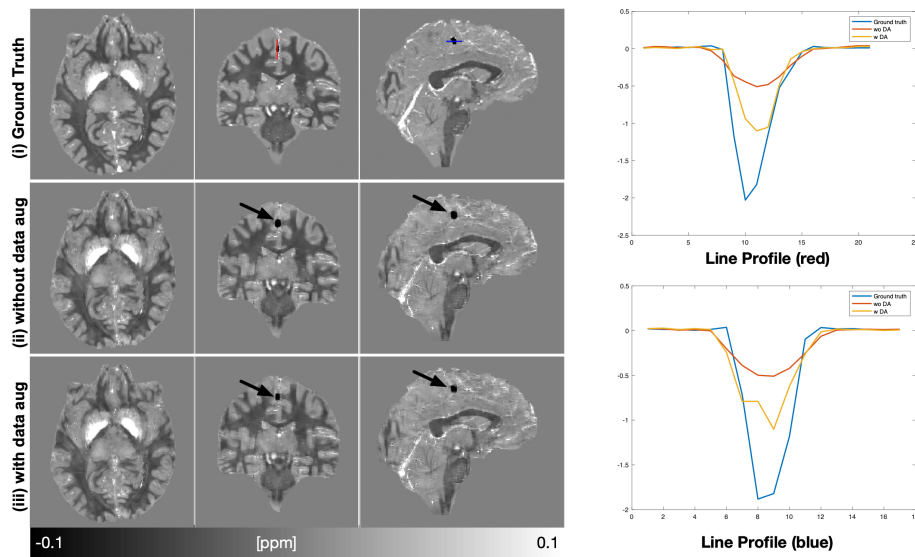 (i) Ground Truth
(ii) without data aug
(iii) with data aug
-0.1
[ppm]
0.1
0.5
0
-0.5
-1
-1.5
-2
-2.5
0
5
10
15
20
Ground truth
wo DA
w DA
Line Profile (red)
0.5
0
-0.5
-1
-1.5
-2
0
2
4
6
8
10
12
14
16
Ground truth
wo DA
w DA
Line Profile (blue)